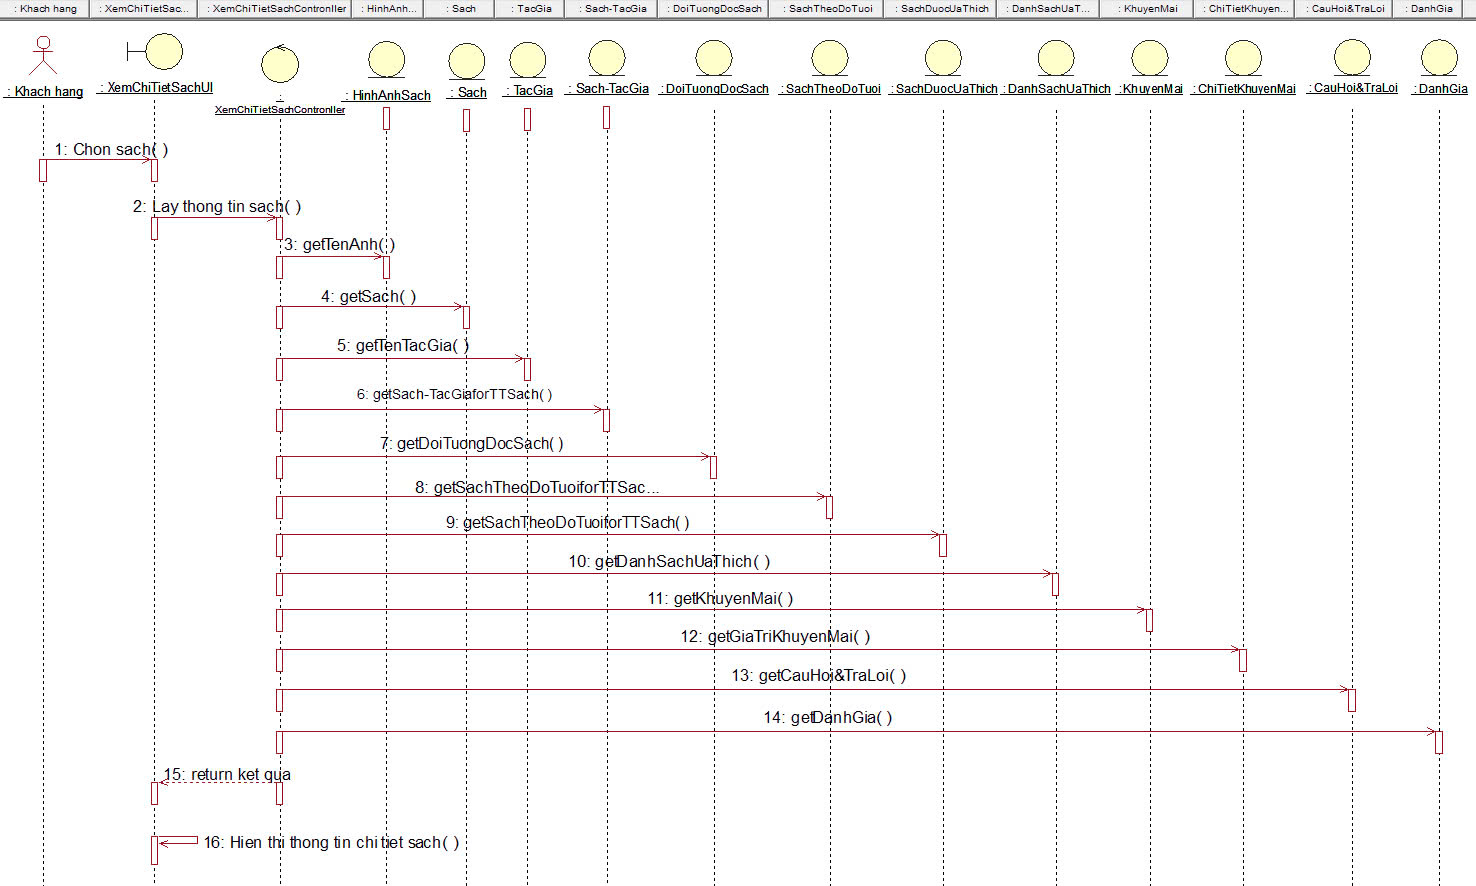 : Khach hang
: XemChiTietSac...
: XemChiTietSachContronller
: HinhAnh...
: Sach
: TacGia
: Sach-TacGia
: DoiTuongDocSach
: SachTheoDoTuoi
: SachDuocUaThich
: DanhSachUaT...
: KhuyenMai
: ChiTietKhuyen...
: CauHoi&TraLoi
: DanhGia
: Khach hang
: XemChiTietSachUI
:
XemChiTietSachContronller
: HinhAnhSach
: Sach
: TacGia
: Sach-TacGia
: DoiTuongDocSach
: SachTheoDoTuoi
: SachDuocUaThich
: DanhSachUaThich
: KhuyenMai
: ChiTietKhuyenMai
: CauHoi&TraLoi
: DanhGia
1: Chon sach( )
2: Lay thong tin sach( )
3: getTenAnh( )
4: getSach( )
5: getTenTacGia( )
6: getSach-TacGiaforTTSach( )
7: getDoiTuongDocSach( )
8: getSachTheoDoTuoiforTTSac...
9: getSachTheoDoTuoiforTTSach( )
10: getDanhSachUaThich( )
11: getKhuyenMai( )
12: getGiaTriKhuyenMai( )
13: getCauHoi&TraLoi( )
14: getDanhGia( )
15: return ket qua
16: Hien thi thong tin chi tiet sach( )